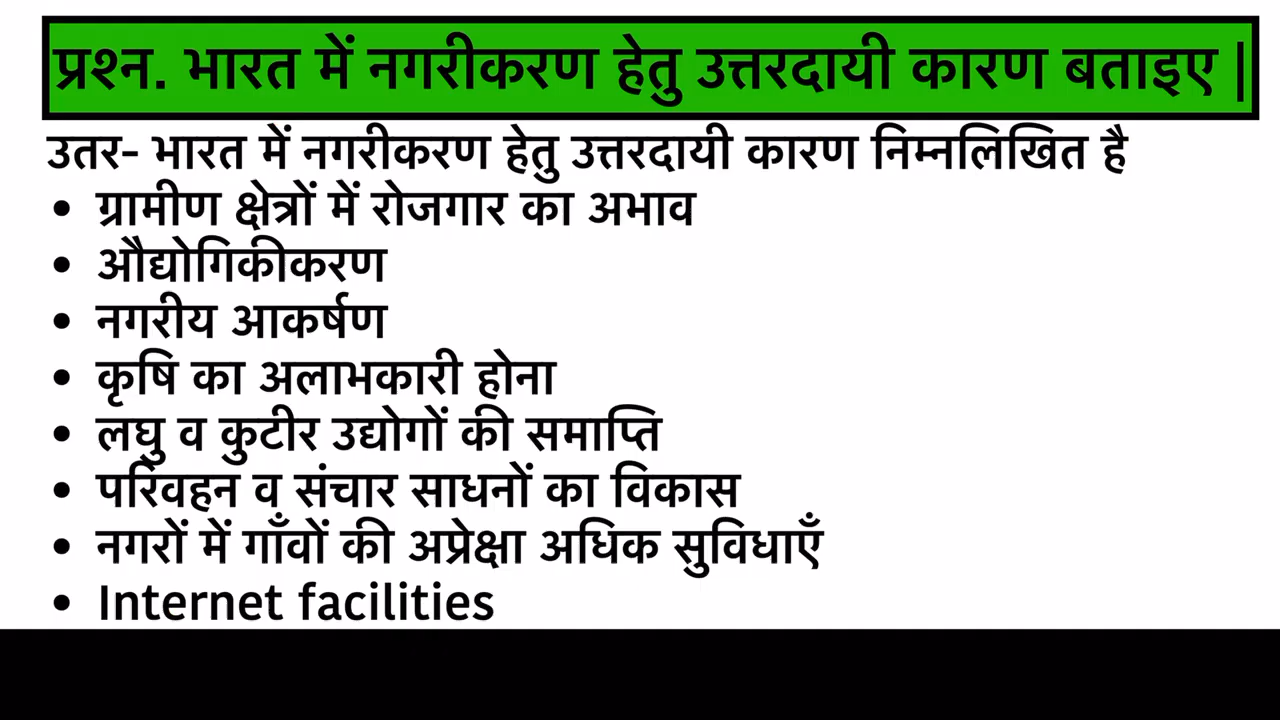 प्रश्न. भारत में नगरीकरण हेतु उत्तरदायी कारण बताइए |
उतर- भारत में नगरीकरण हेतु उत्तरदायी कारण निम्नलिखित है
• ग्रामीण क्षेत्रों में रोजगार का अभाव
• औद्योगिकीकरण
• नगरीय आकर्षण
• कृषि का अलाभकारी होना
• लघु व कुटीर उद्योगों की समाप्ति
• परिवहन व संचार साधनों का विकास
• नगरों में गाँवों की अप्रेक्षा अधिक सुविधाएँ
• Internet facilities